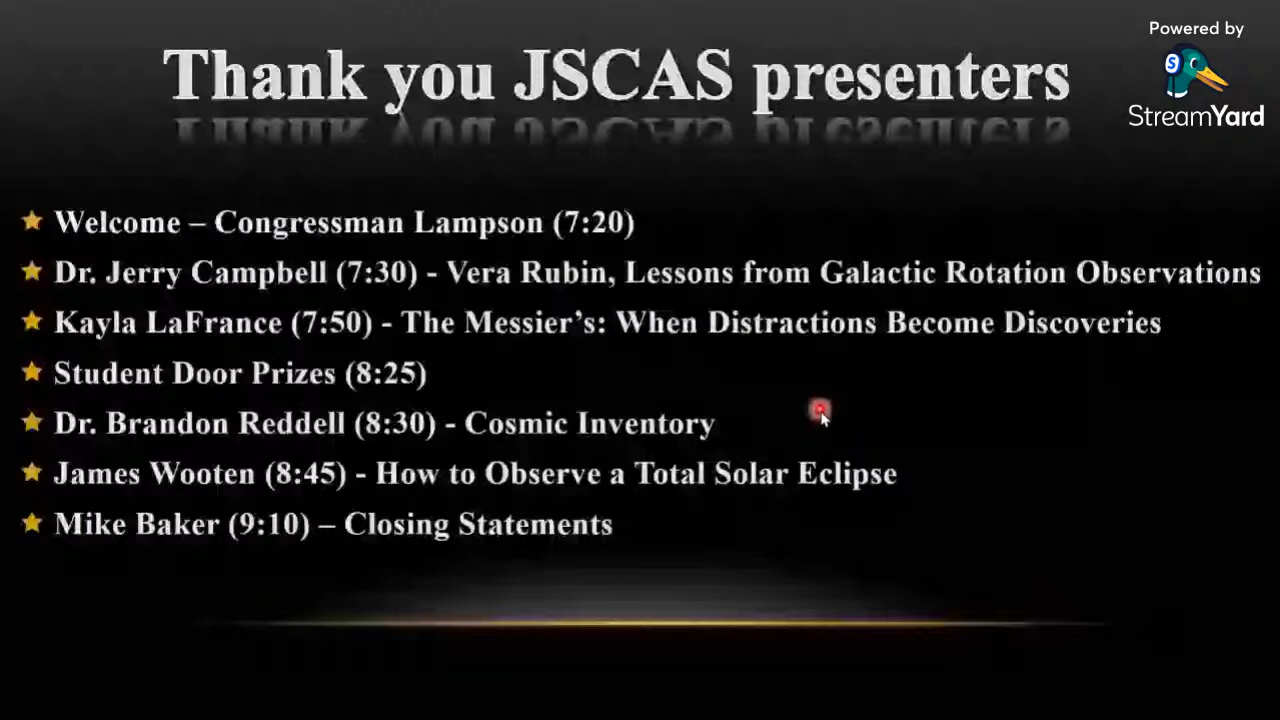 Powered by
StreamYard
Thank you JSCAS presenters
Welcome – Congressman Lampson (7:20)
Dr. Jerry Campbell (7:30) - Vera Rubin, Lessons from Galactic Rotation Observations
Kayla LaFrance (7:50) - The Messier’s: When Distractions Become Discoveries
Student Door Prizes (8:25)
Dr. Brandon Reddell (8:30) - Cosmic Inventory
James Wooten (8:45) - How to Observe a Total Solar Eclipse
Mike Baker (9:10) – Closing Statements